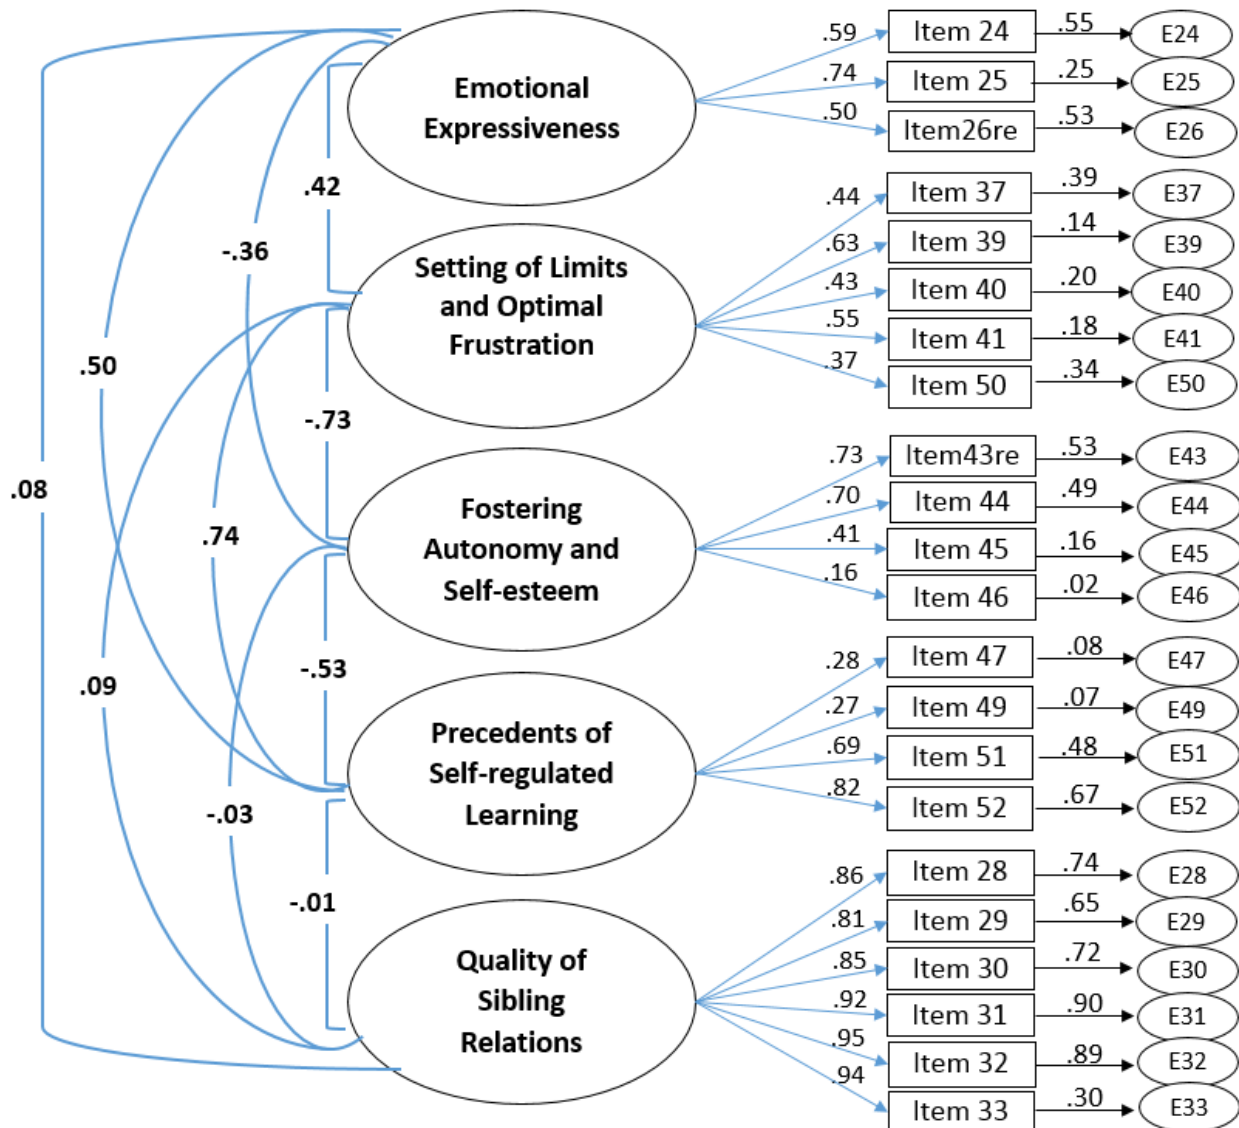 .59 Item 24 .55 E24
Emotional Expressiveness
.74 Item 25 .25 E25
.50 Item26re .53 E26
.42
.44 Item 37 .39 E37
-.36
.63 Item 39 .14 E39
Setting of Limits
and Optimal
Frustration
.43 Item 40 .20 E40
.55 Item 41 .18 E41
.50
.37 Item 50 .34 E50
-.73
.73 Item43re .53 E43
.08
.70 Item 44 .49 E44
Fostering
Autonomy and
Self-esteem
.74
.41 Item 45 .16 E45
.16 Item 46 .02 E46
-.53
.28 Item 47 .08 E47
.09
.27 Item 49 .07 E49
Precedents of
Self-regulated
Learning
.69 Item 51 .48 E51
.82 Item 52 .67 E52
-.03
.86 Item 28 .74 E28
-.01
.81 Item 29 .65 E29
Quality of
Sibling
Relations
.85 Item 30 .72 E30
.92 Item 31 .90 E31
.95 Item 32 .89 E32
.94 Item 33 .30 E33